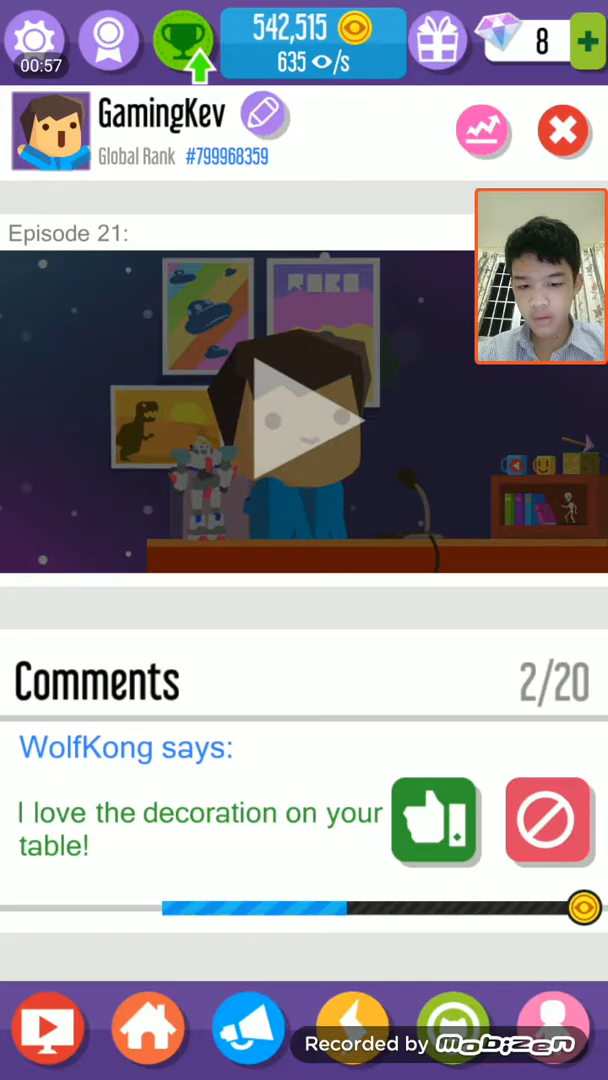 542,515
635 /s
8
00:57
GamingKev
Global Rank #799968359
Episode 21:
ROKO
Comments
2/20
WolfKong says:
I love the decoration on your
table!
Recorded by Mobizen